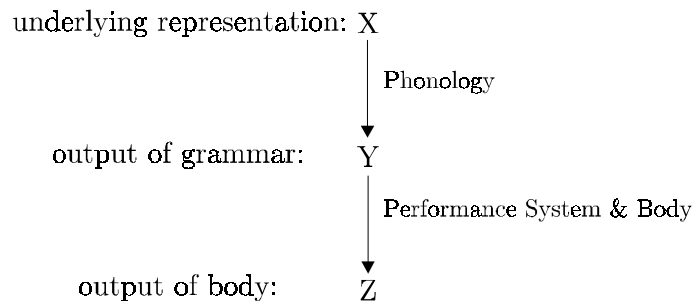 underlying representation: X
Phonology
output of grammar: Y
Performance System & Body
output of body: Z